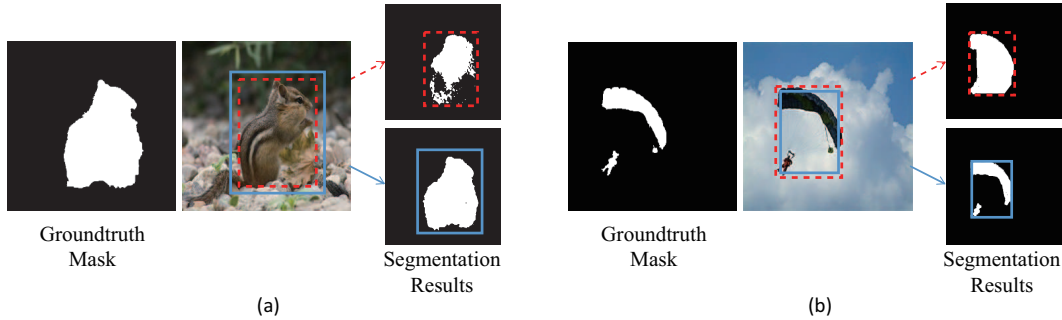 Groundtruth
Mask
Segmentation
Results
(a)
Groundtruth
Mask
Segmentation
Results
(b)